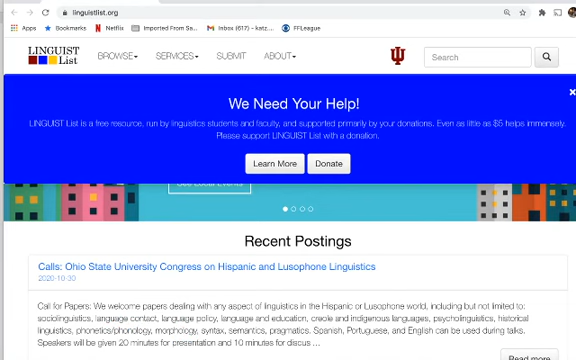 linguistlist.org
Apps Bookmarks Netflix Imported From Sa... Inbox (617) - katz... FFLeague
LINGUIST List BROWSE SERVICES SUBMIT ABOUT Search
We Need Your Help!
LINGUIST List is a free resource, run by linguistics students and faculty, and supported primarily by your donations. Even as little as $5 helps immensely.
Please support LINGUIST List with a donation.
Learn More Donate
See Local Events
Recent Postings
Calls: Ohio State University Congress on Hispanic and Lusophone Linguistics
2020-10-30
Call for Papers: We welcome papers dealing with any aspect of linguistics in the Hispanic or Lusophone world, including but not limited to:
sociolinguistics, language contact, language policy, language and education, creole and indigenous languages, psycholinguistics, historical
linguistics, phonetics/phonology, morphology, syntax, semantics, pragmatics. Spanish, Portuguese, and English can be used during talks.
Speakers will be given 20 minutes for presentation and 10 minutes for discus ...
Read more